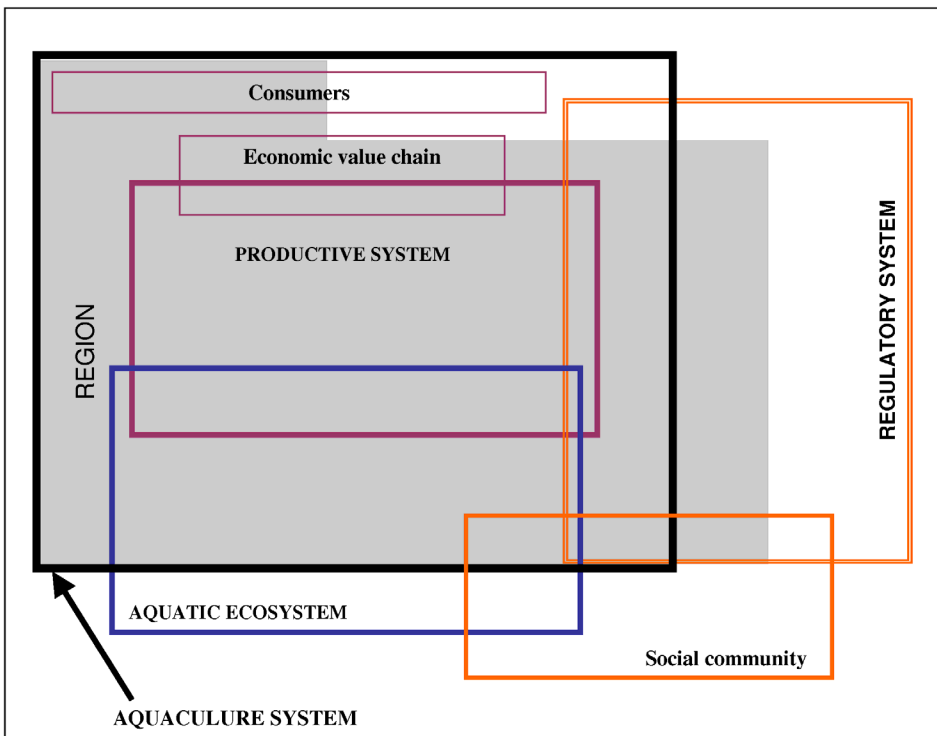 Consumers
Economic value chain
PRODUCTIVE SYSTEM
REGION
REGULATORY SYSTEM
AQUATIC ECOSYSTEM
Social community
AQUACULURE SYSTEM